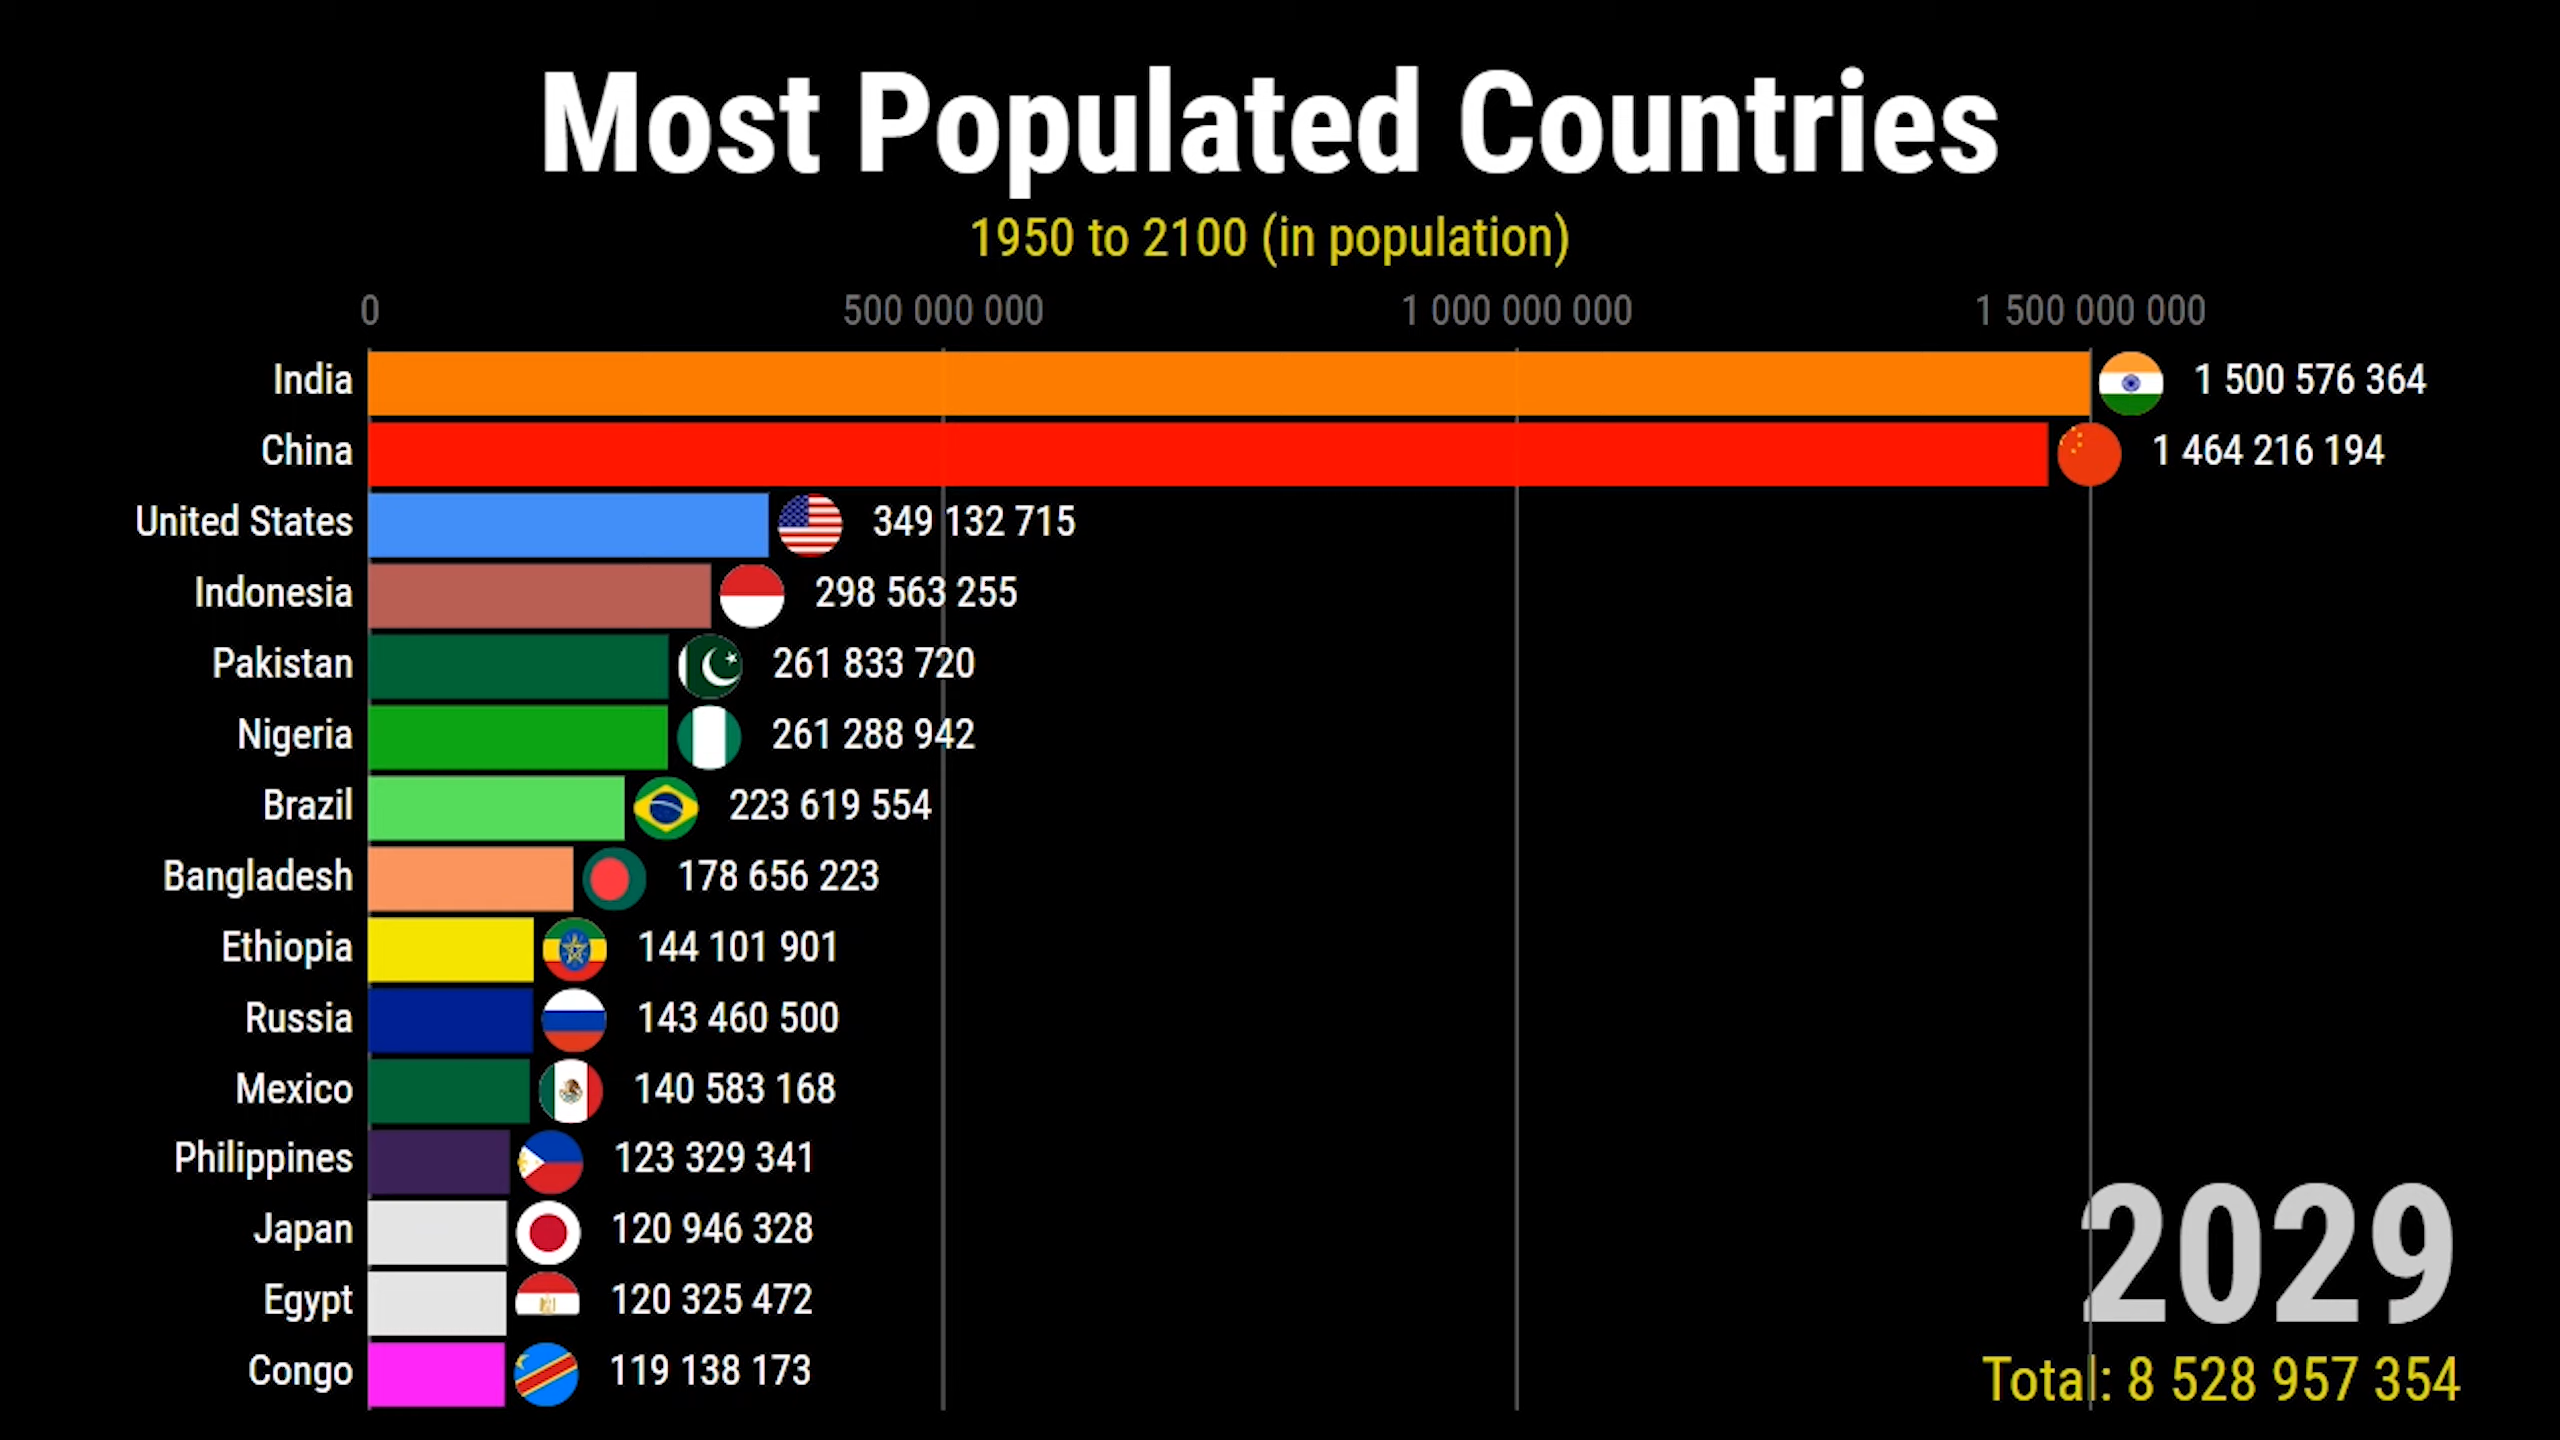 Most Populated Countries
1950 to 2100 (in population)
0 500 000 000 1 000 000 000 1 500 000 000
India 1 500 576 364
China 1 464 216 194
United States 349 132 715
Indonesia 298 563 255
Pakistan 261 833 720
Nigeria 261 288 942
Brazil 223 619 554
Bangladesh 178 656 223
Ethiopia 144 101 901
Russia 143 460 500
Mexico 140 583 168
Philippines 123 329 341
Japan 120 946 328
Egypt 120 325 472
Congo 119 138 173
2029
Total: 8 528 957 354